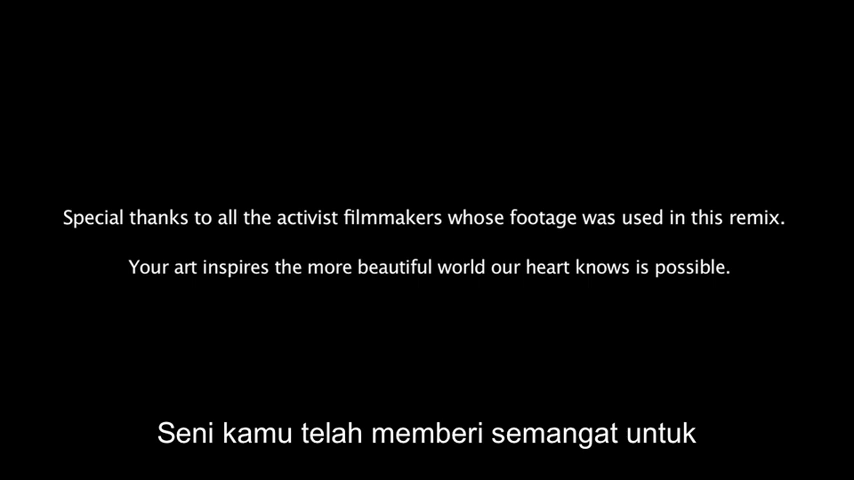 Special thanks to all the activist filmmakers whose footage was used in this remix.
Your art inspires the more beautiful world our heart knows is possible.
Seni kamu telah memberi semangat untuk